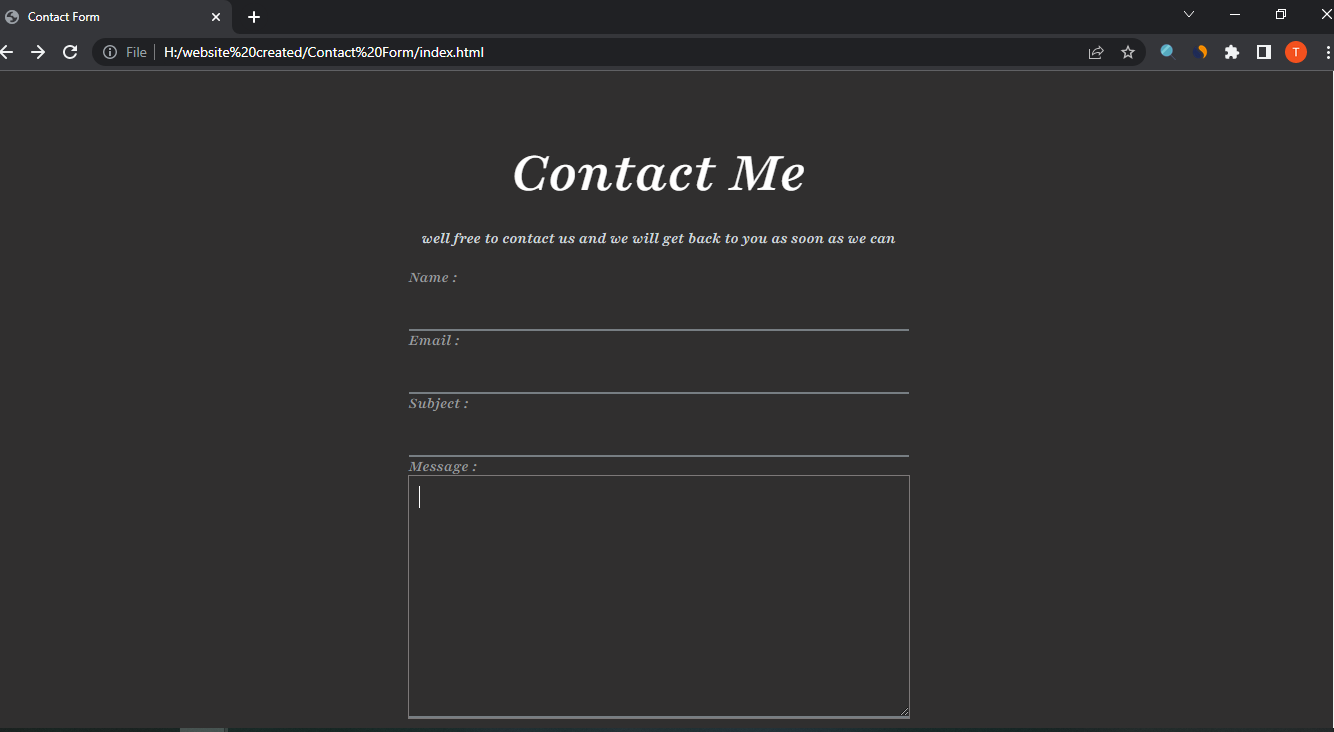 Contact Form
File H:/website%20created/Contact%20Form/index.html
T
Contact Me
well free to contact us and we will get back to you as soon as we can
Name :
Email :
Subject :
Message :